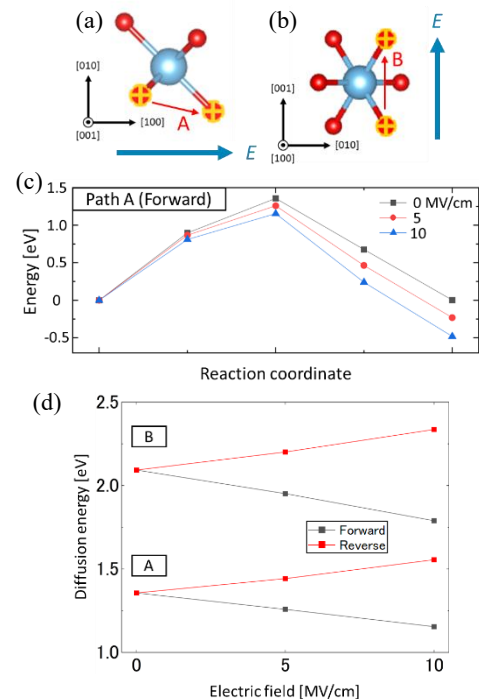 (a)
(b)
E
[010]
[100]
[001]
A
E
[001]
[010]
[100]
B
(c)
Path A (Forward)
0 MV/cm
5
10
1.5
1.0
0.5
0
-0.5
Energy [eV]
Reaction coordinate
(d)
2.5
2.0
1.5
1.0
Diffusion energy [eV]
B
A
Forward
Reverse
0
5
10
Electric field [MV/cm]